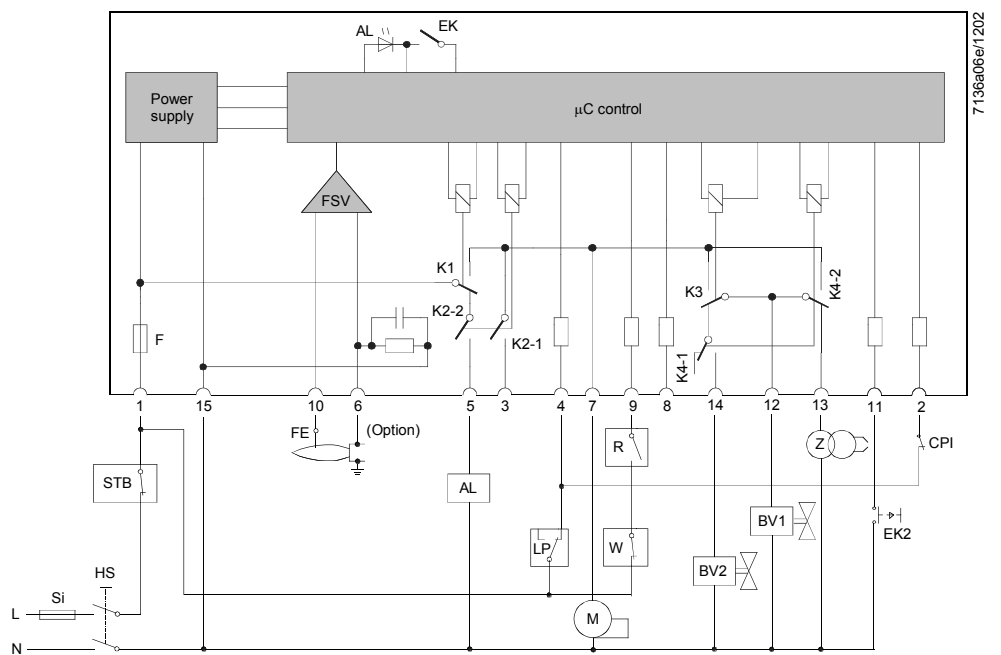 AL
EK
7136a06e/1202
Power
supply
µC control
FSV
K1
K2-2
K2-1
K3
K4-2
K4-1
F
1
15
10
6
5
3
4
7
9
8
14
12
13
11
2
FE
(Option)
STB
AL
R
Z
CPI
LP
W
BV1
BV2
EK2
HS
Si
L
M
N